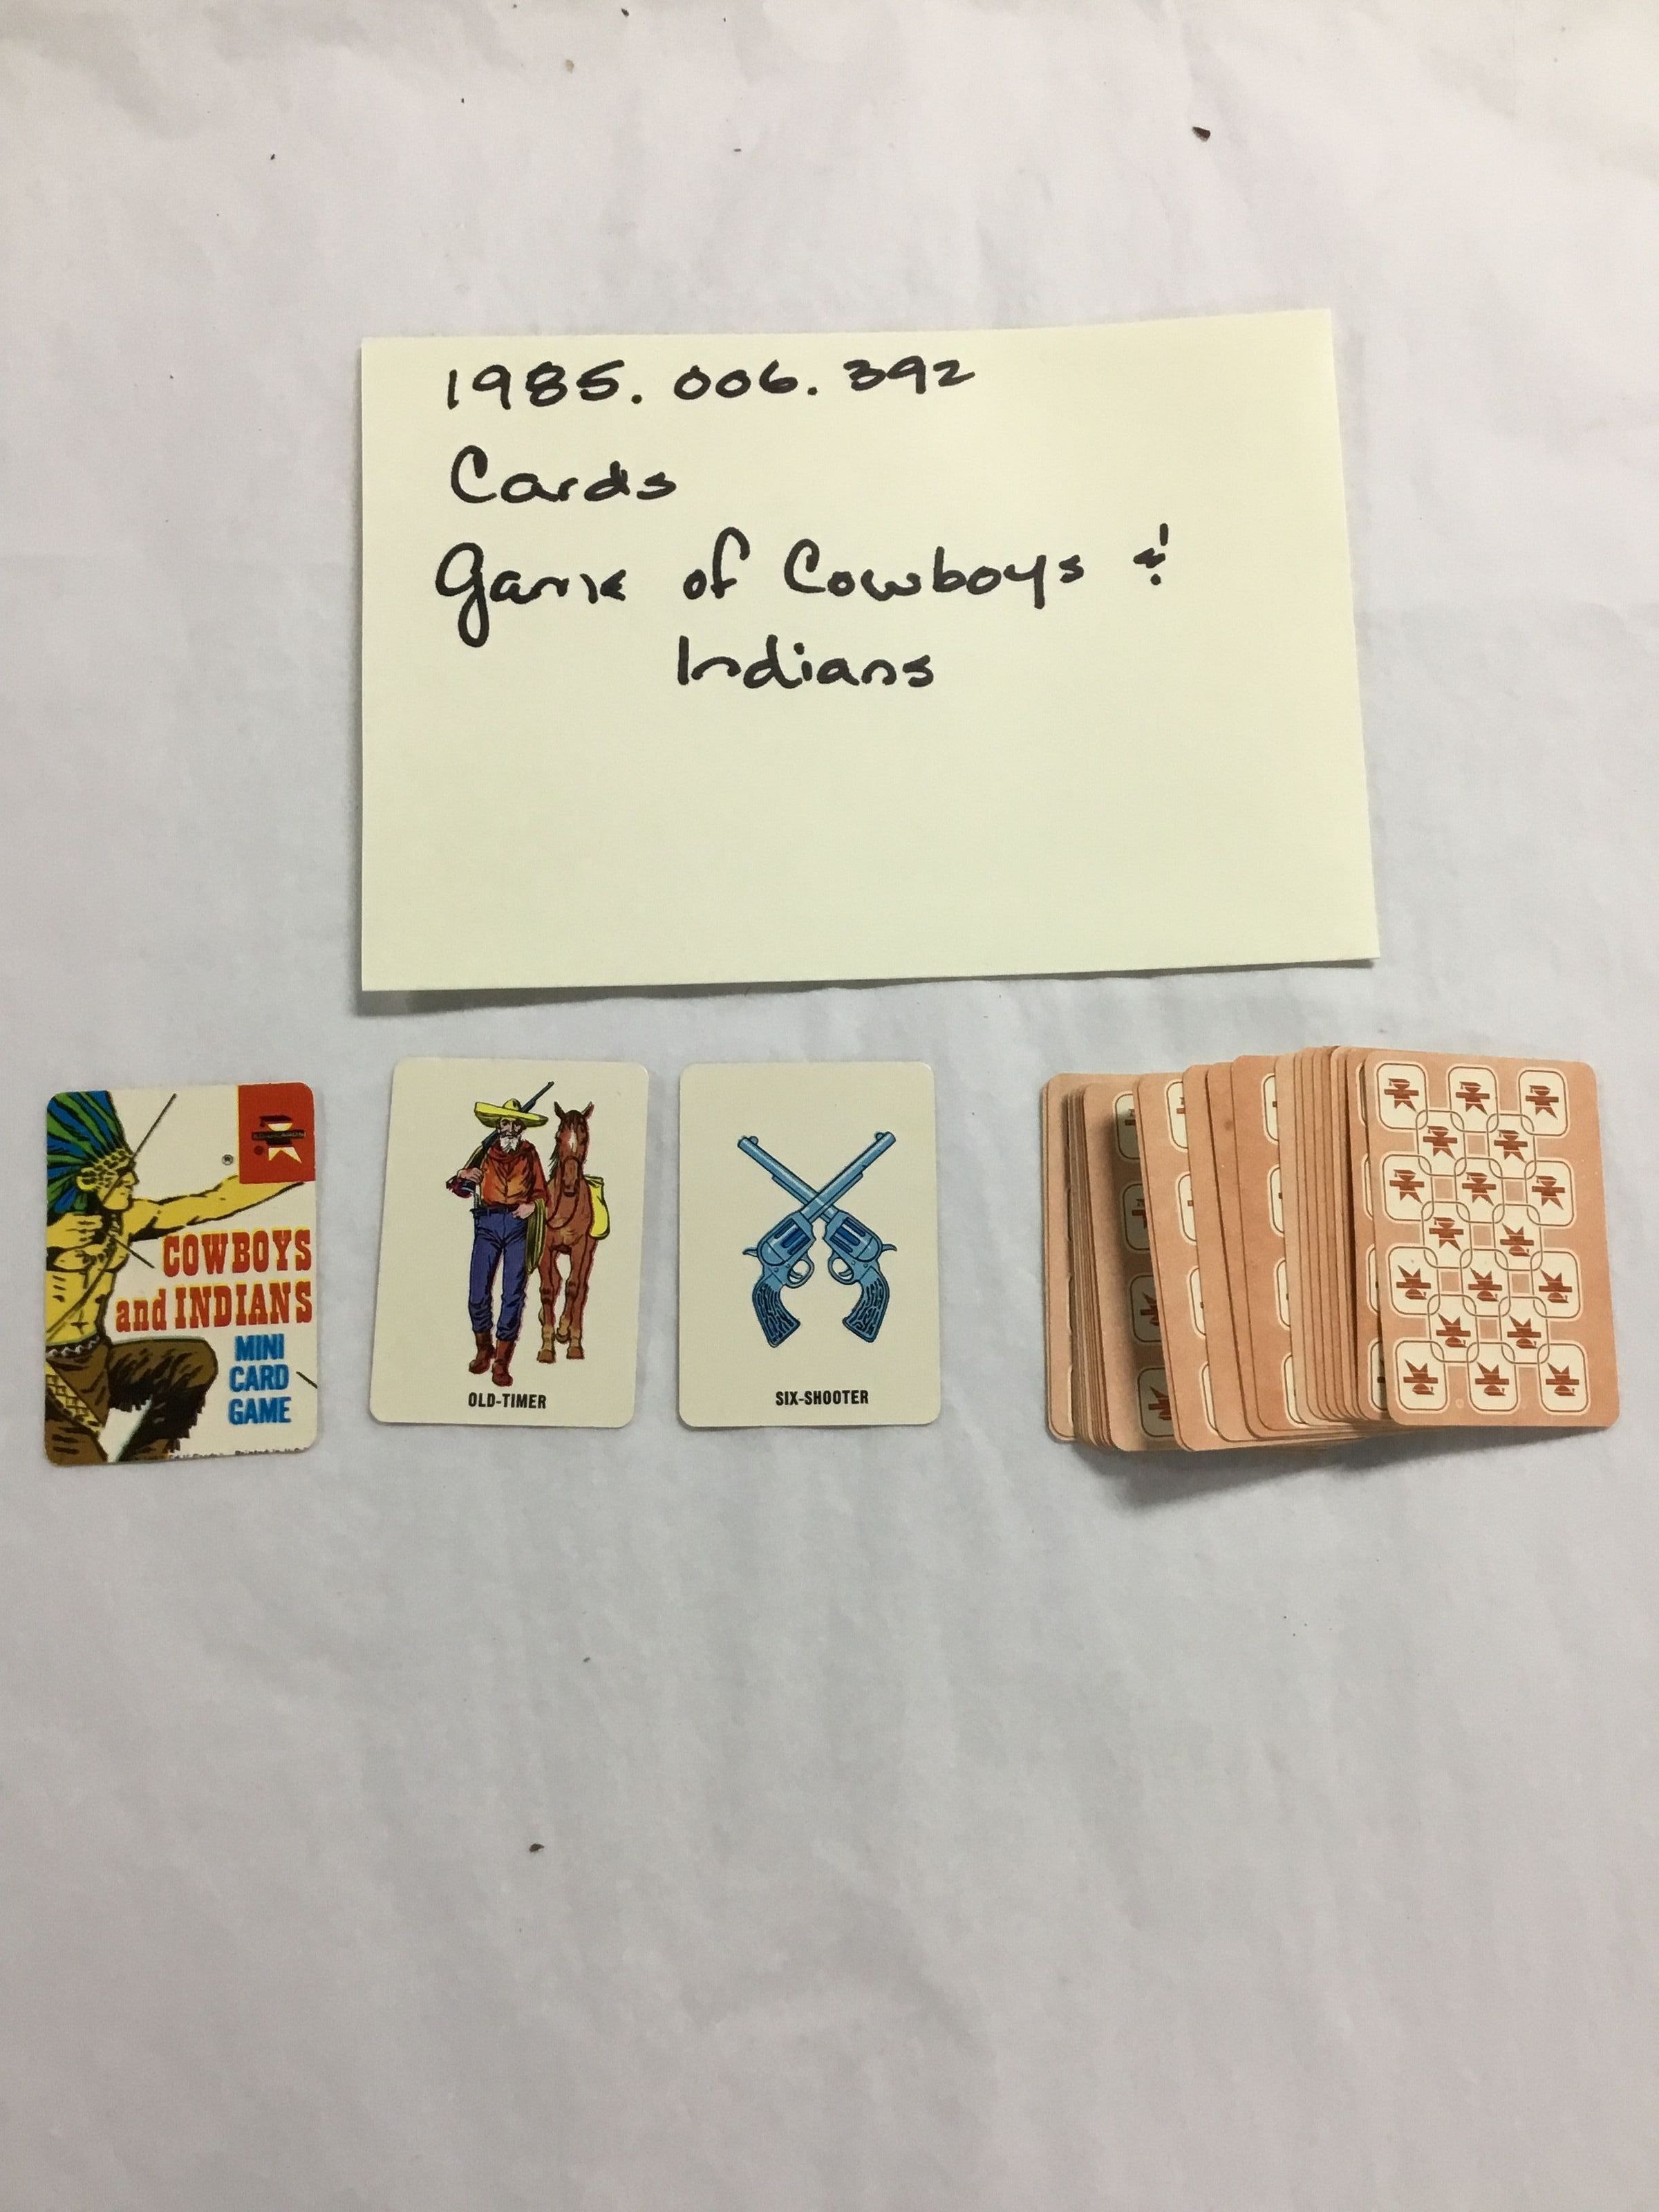 1985.006.392
Cards
Game of Cowboys &
Indians
COWBOYS
and INDIANS
MINI
CARD
GAME
®
OLD-TIMER
SIX-SHOOTER